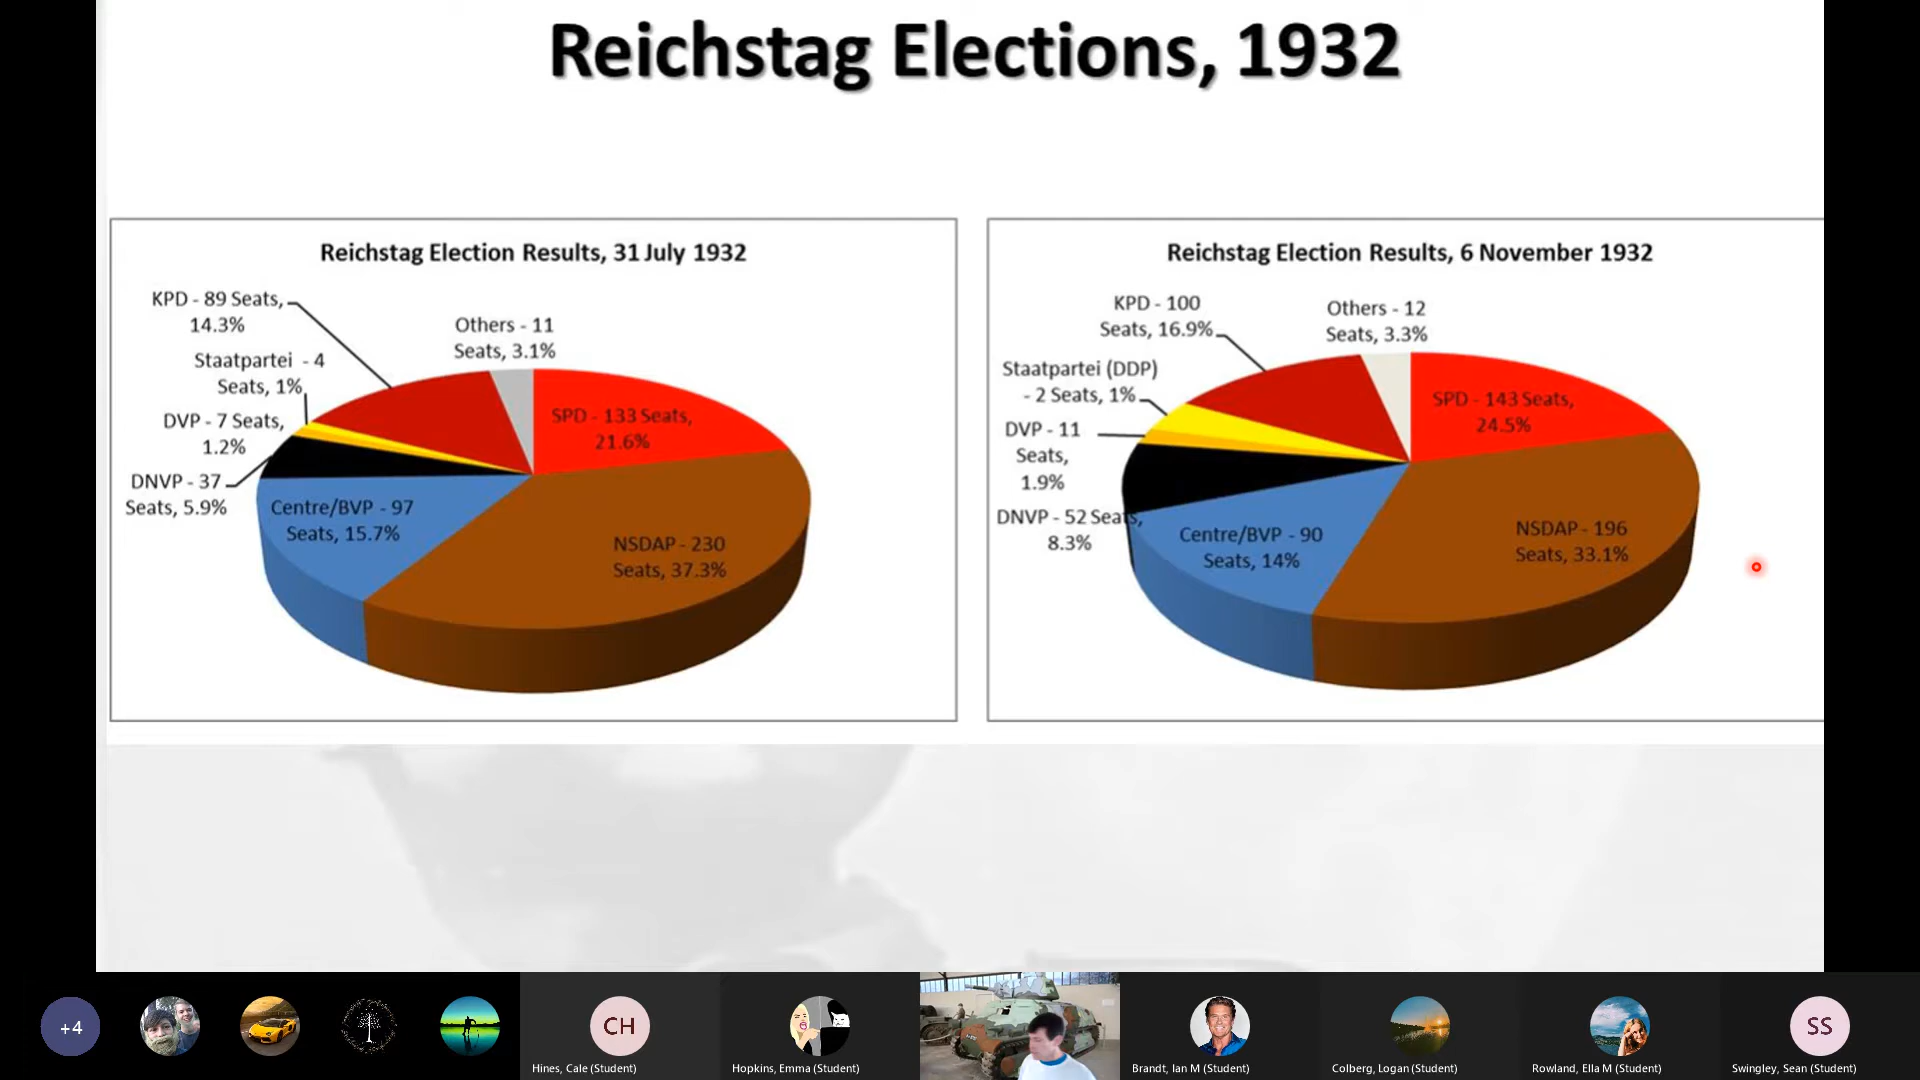 Reichstag Elections, 1932
Reichstag Election Results, 31 July 1932
KPD - 89 Seats,
14.3%
Others - 11
Seats, 3.1%
Staatpartei - 4
Seats, 1%
DVP - 7 Seats,
1.2%
SPD - 133 Seats,
21.6%
DNVP - 37
Seats, 5.9%
Centre/BVP - 97
Seats, 15.7%
NSDAP - 230
Seats, 37.3%
Reichstag Election Results, 6 November 1932
KPD - 100
Seats, 16.9%
Others - 12
Seats, 3.3%
Staatpartei (DDP)
- 2 Seats, 1%
SPD - 143 Seats,
24.5%
DVP - 11
Seats,
1.9%
DNVP - 52 Seats,
8.3%
Centre/BVP - 90
Seats, 14%
NSDAP - 196
Seats, 33.1%
+4
CH
SS
Hines, Cale (Student)
Hopkins, Emma (Student)
Brandt, Ian M (Student)
Colberg, Logan (Student)
Rowland, Ella M (Student)
Swingley, Sean (Student)